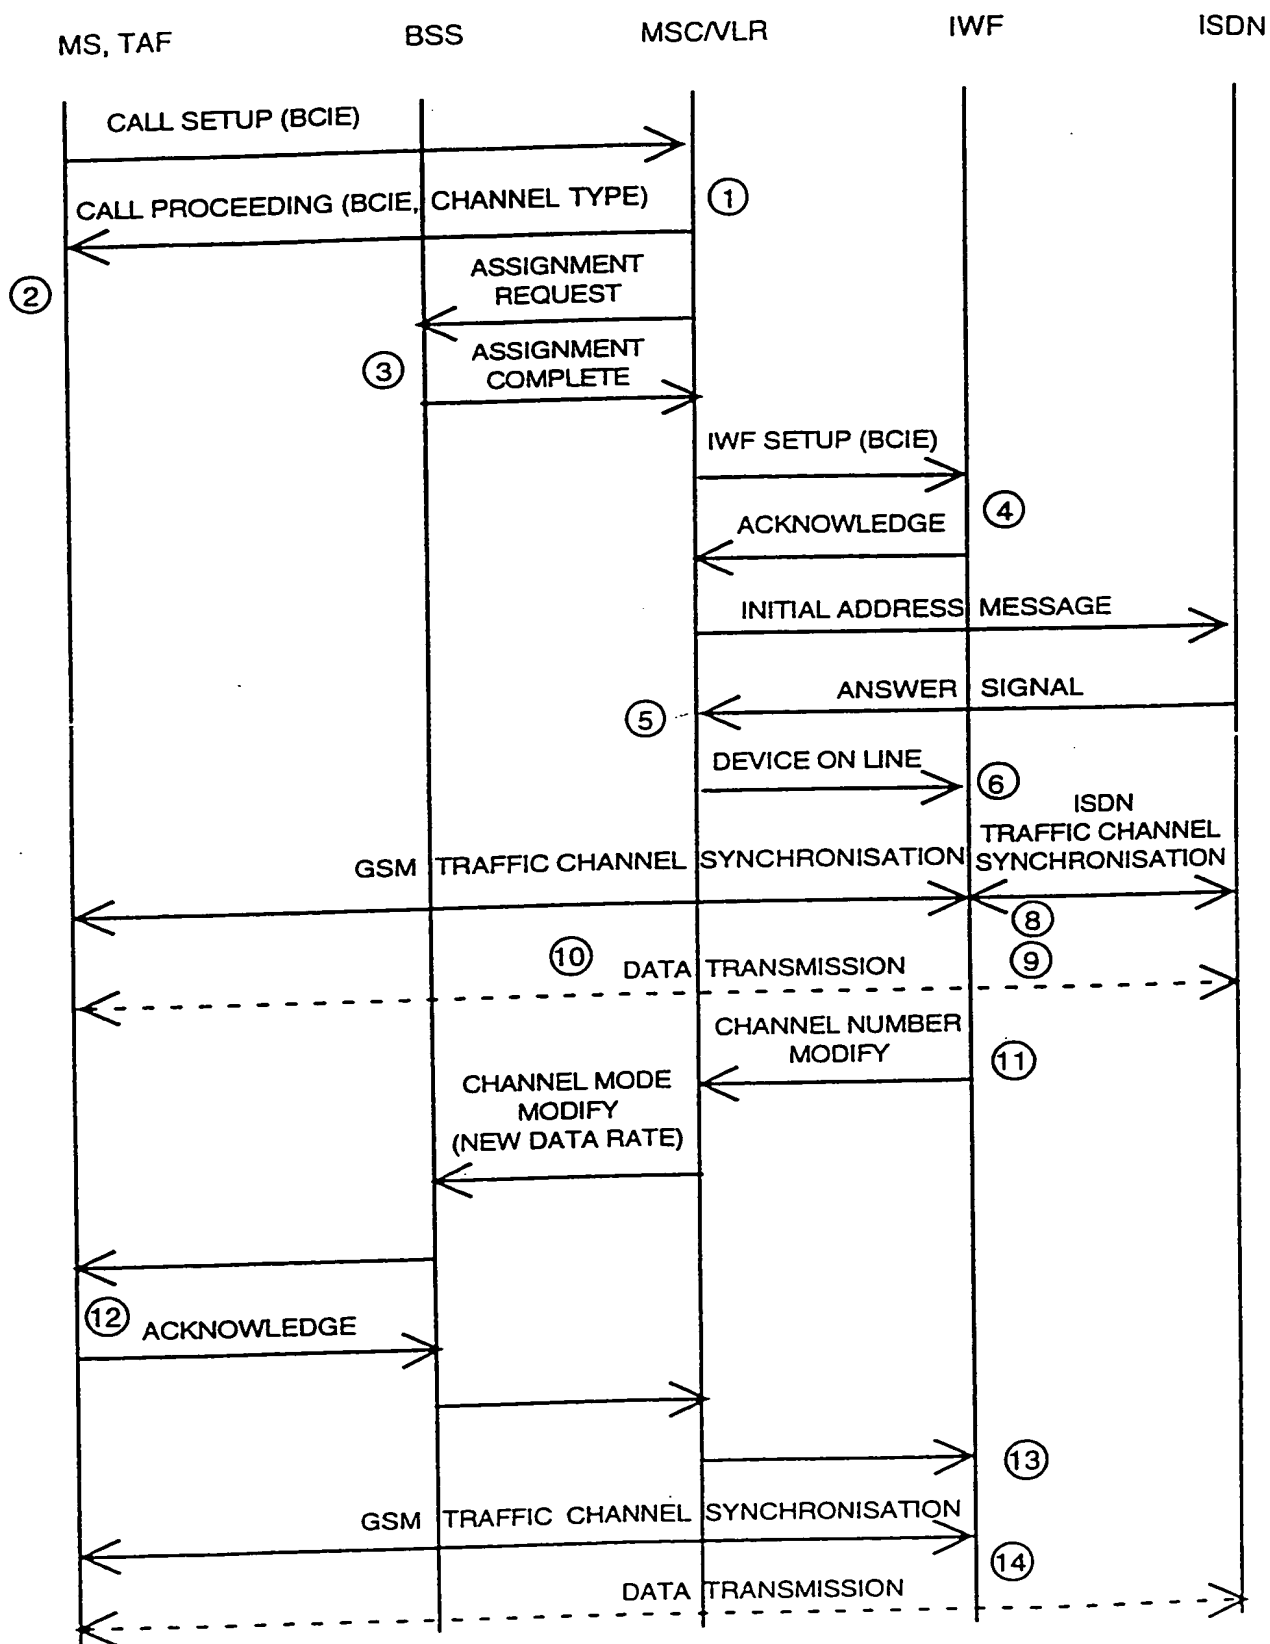 MS, TAF BSS MSC/VLR IWF ISDN
CALL SETUP (BCIE)
CALL PROCEEDING (BCIE, CHANNEL TYPE)
1
ASSIGNMENT
REQUEST
2
ASSIGNMENT
COMPLETE
3
IWF SETUP (BCIE)
4
ACKNOWLEDGE
INITIAL ADDRESS MESSAGE
ANSWER SIGNAL
5
DEVICE ON LINE
6
ISDN
TRAFFIC CHANNEL
SYNCHRONISATION
GSM TRAFFIC CHANNEL SYNCHRONISATION
8
10
DATA TRANSMISSION
9
CHANNEL NUMBER
MODIFY
11
CHANNEL MODE
MODIFY
(NEW DATA RATE)
12
ACKNOWLEDGE
13
GSM TRAFFIC CHANNEL SYNCHRONISATION
14
DATA TRANSMISSION